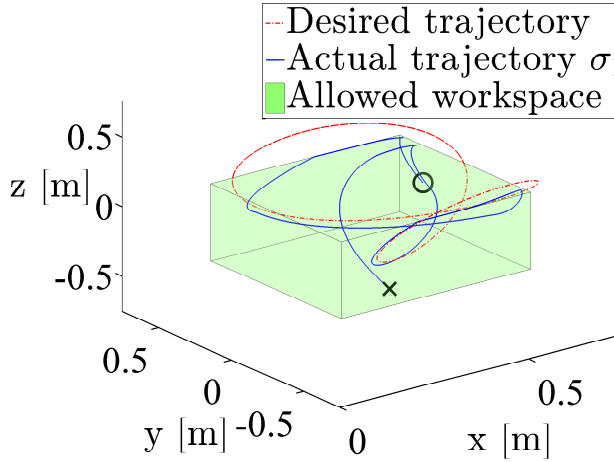 Desired trajectory
Actual trajectory σ
Allowed workspace
0.5
z [m]
0
-0.5
0.5
0
-0.5
y [m]
0
0.5
x [m]